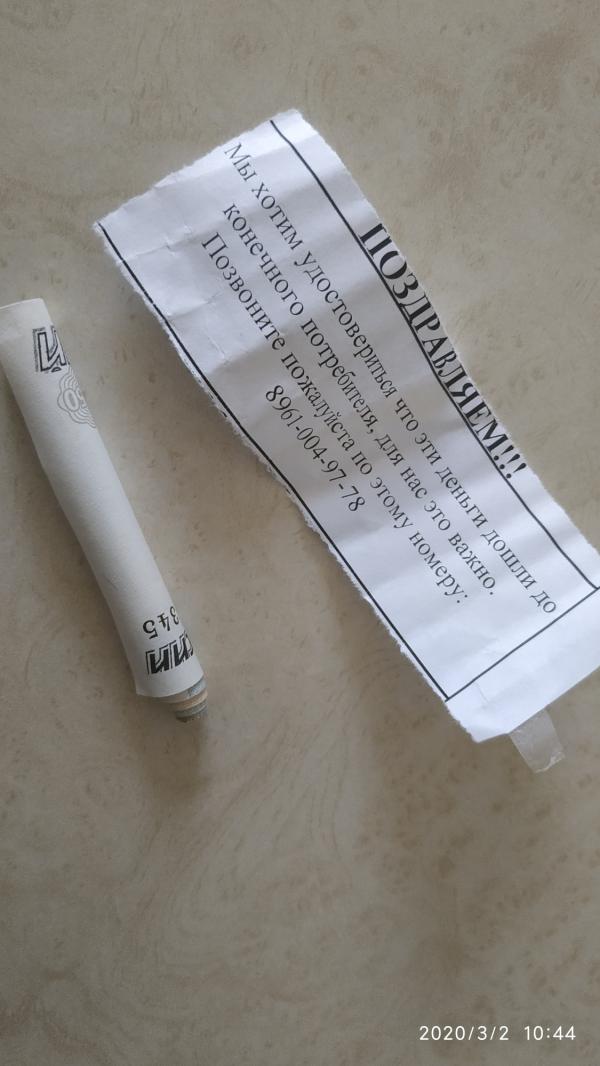 ПОЗДРАВЛЯЕМ!!!
Мы хотим удостовериться что эти деньги дошли до
конечного потребителя, для нас это важно.
Позвоните пожалуйста по этому номеру:
8961-004-97-78
345
2020/3/2 10:44